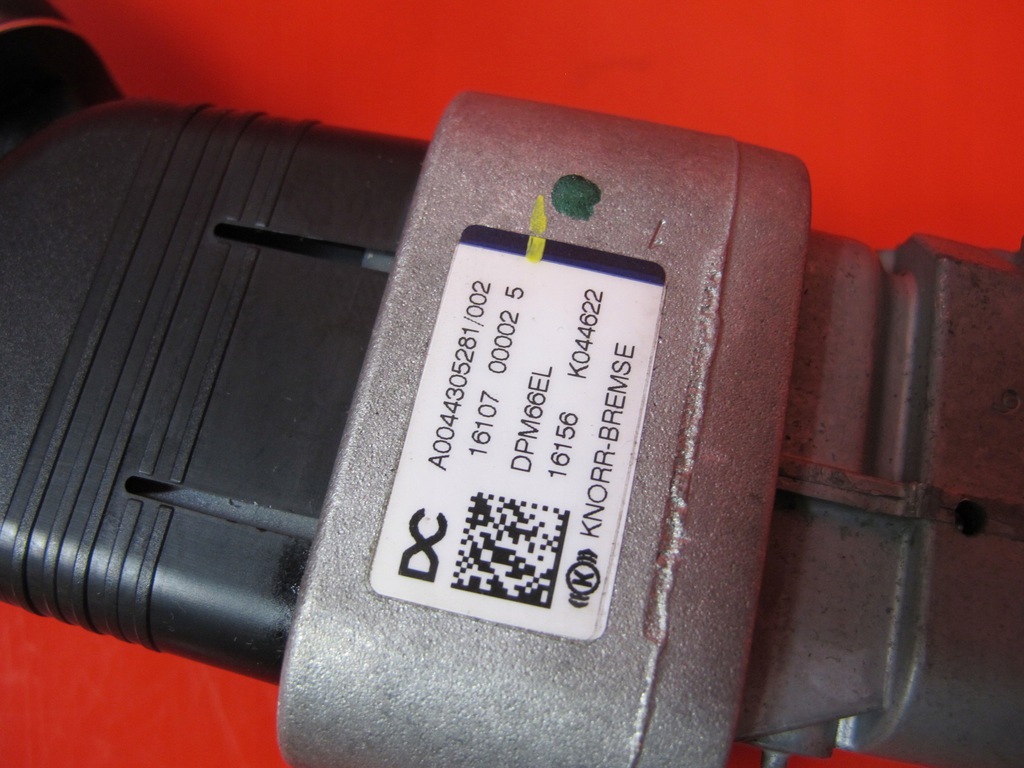 A0044305281/002
16107 00002 5
DPM66EL
16156 K044622
DC
K KNORR-BREMSE